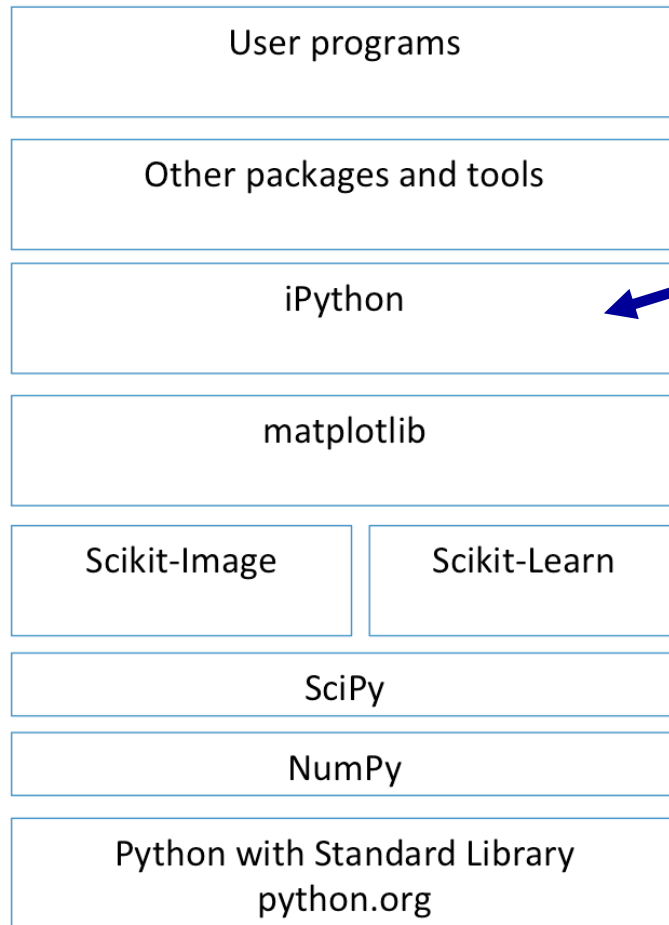 User programs
Other packages and tools
iPython
matplotlib
Scikit-Image
Scikit-Learn
SciPy
NumPy
Python with Standard Library
python.org